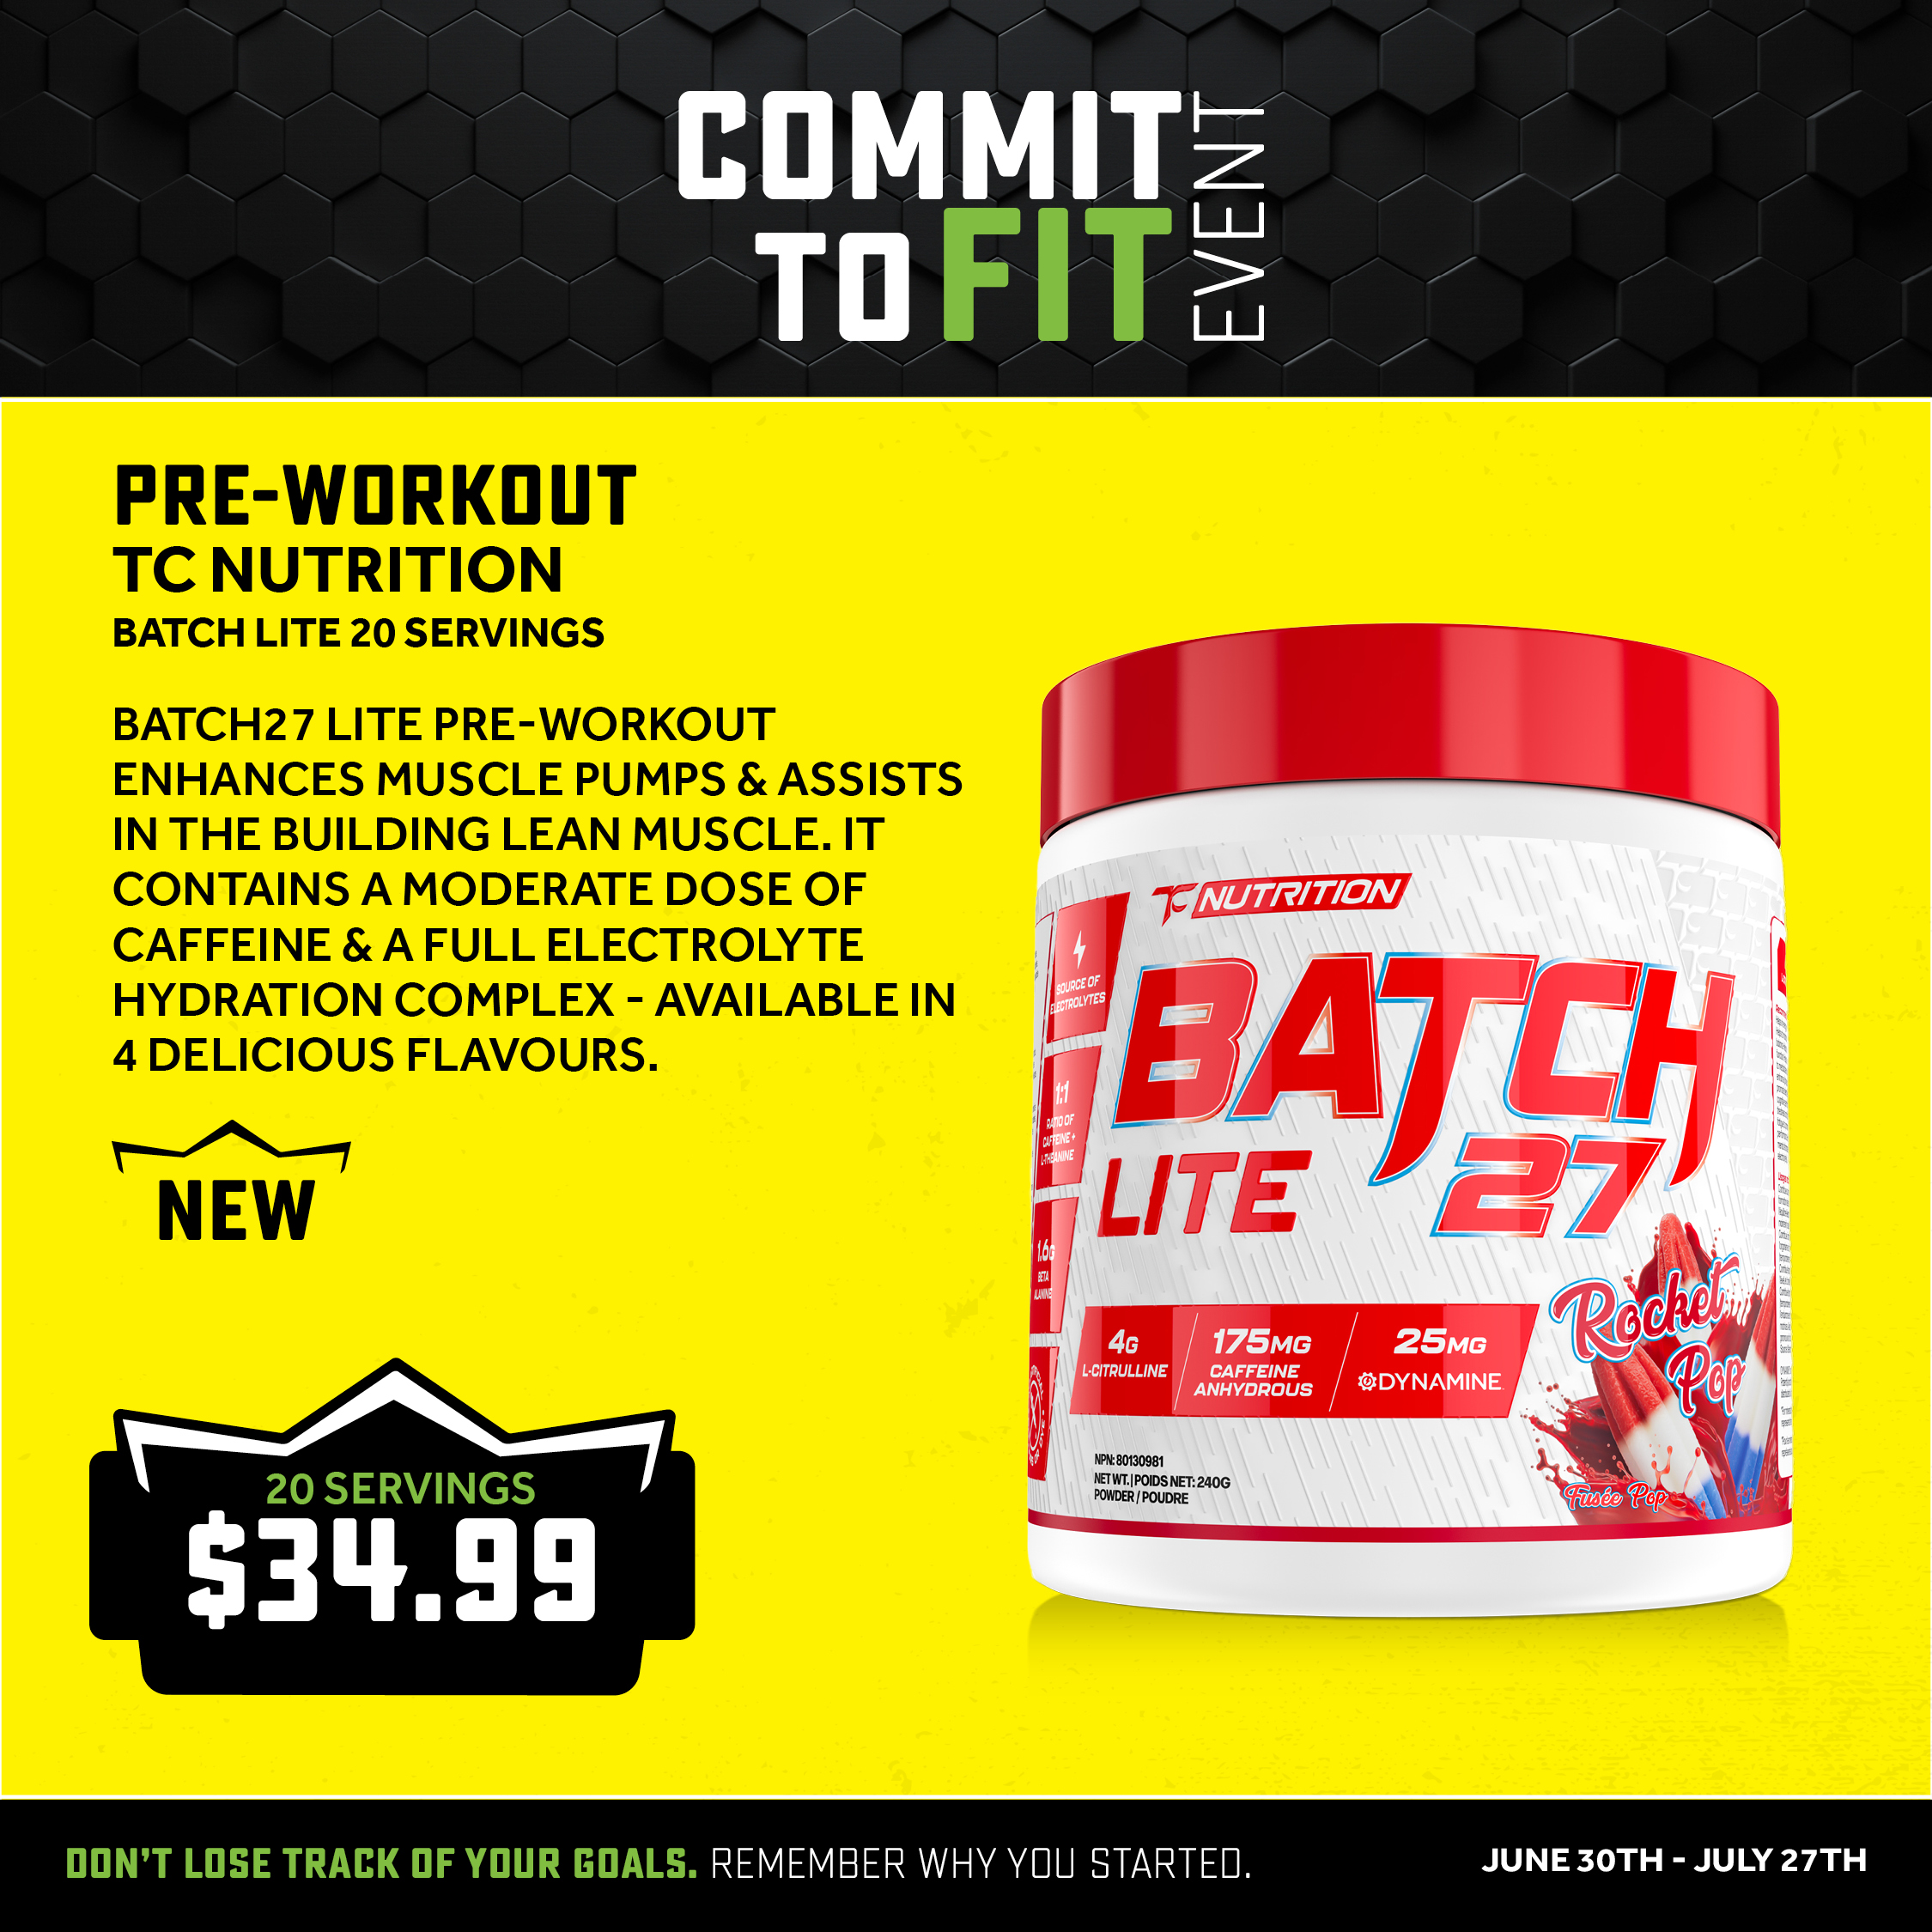 COMMIT
TO FIT
EVENT
PRE-WORKOUT
TC NUTRITION
BATCH LITE 20 SERVINGS
BATCH27 LITE PRE-WORKOUT
ENHANCES MUSCLE PUMPS & ASSISTS
IN THE BUILDING LEAN MUSCLE. IT
CONTAINS A MODERATE DOSE OF
CAFFEINE & A FULL ELECTROLYTE
HYDRATION COMPLEX - AVAILABLE IN
4 DELICIOUS FLAVOURS.
NEW
20 SERVINGS
$34.99
TC NUTRITION
SOURCE OF
ELECTROLYTES
1:1
RATIO OF
CAFFEINE +
L-THEANINE
1.6G
BETA
ALANINE
BATCH
LITE
27
4G
L-CITRULLINE
175MG
CAFFEINE
ANHYDROUS
25MG
DYNAMINE
Rocket
Pop
Fusée Pop
NPN: 80130981
NET WT. | POIDS NET: 240G
POWDER / POUDRE
DON'T LOSE TRACK OF YOUR GOALS. REMEMBER WHY YOU STARTED.
JUNE 30TH - JULY 27TH